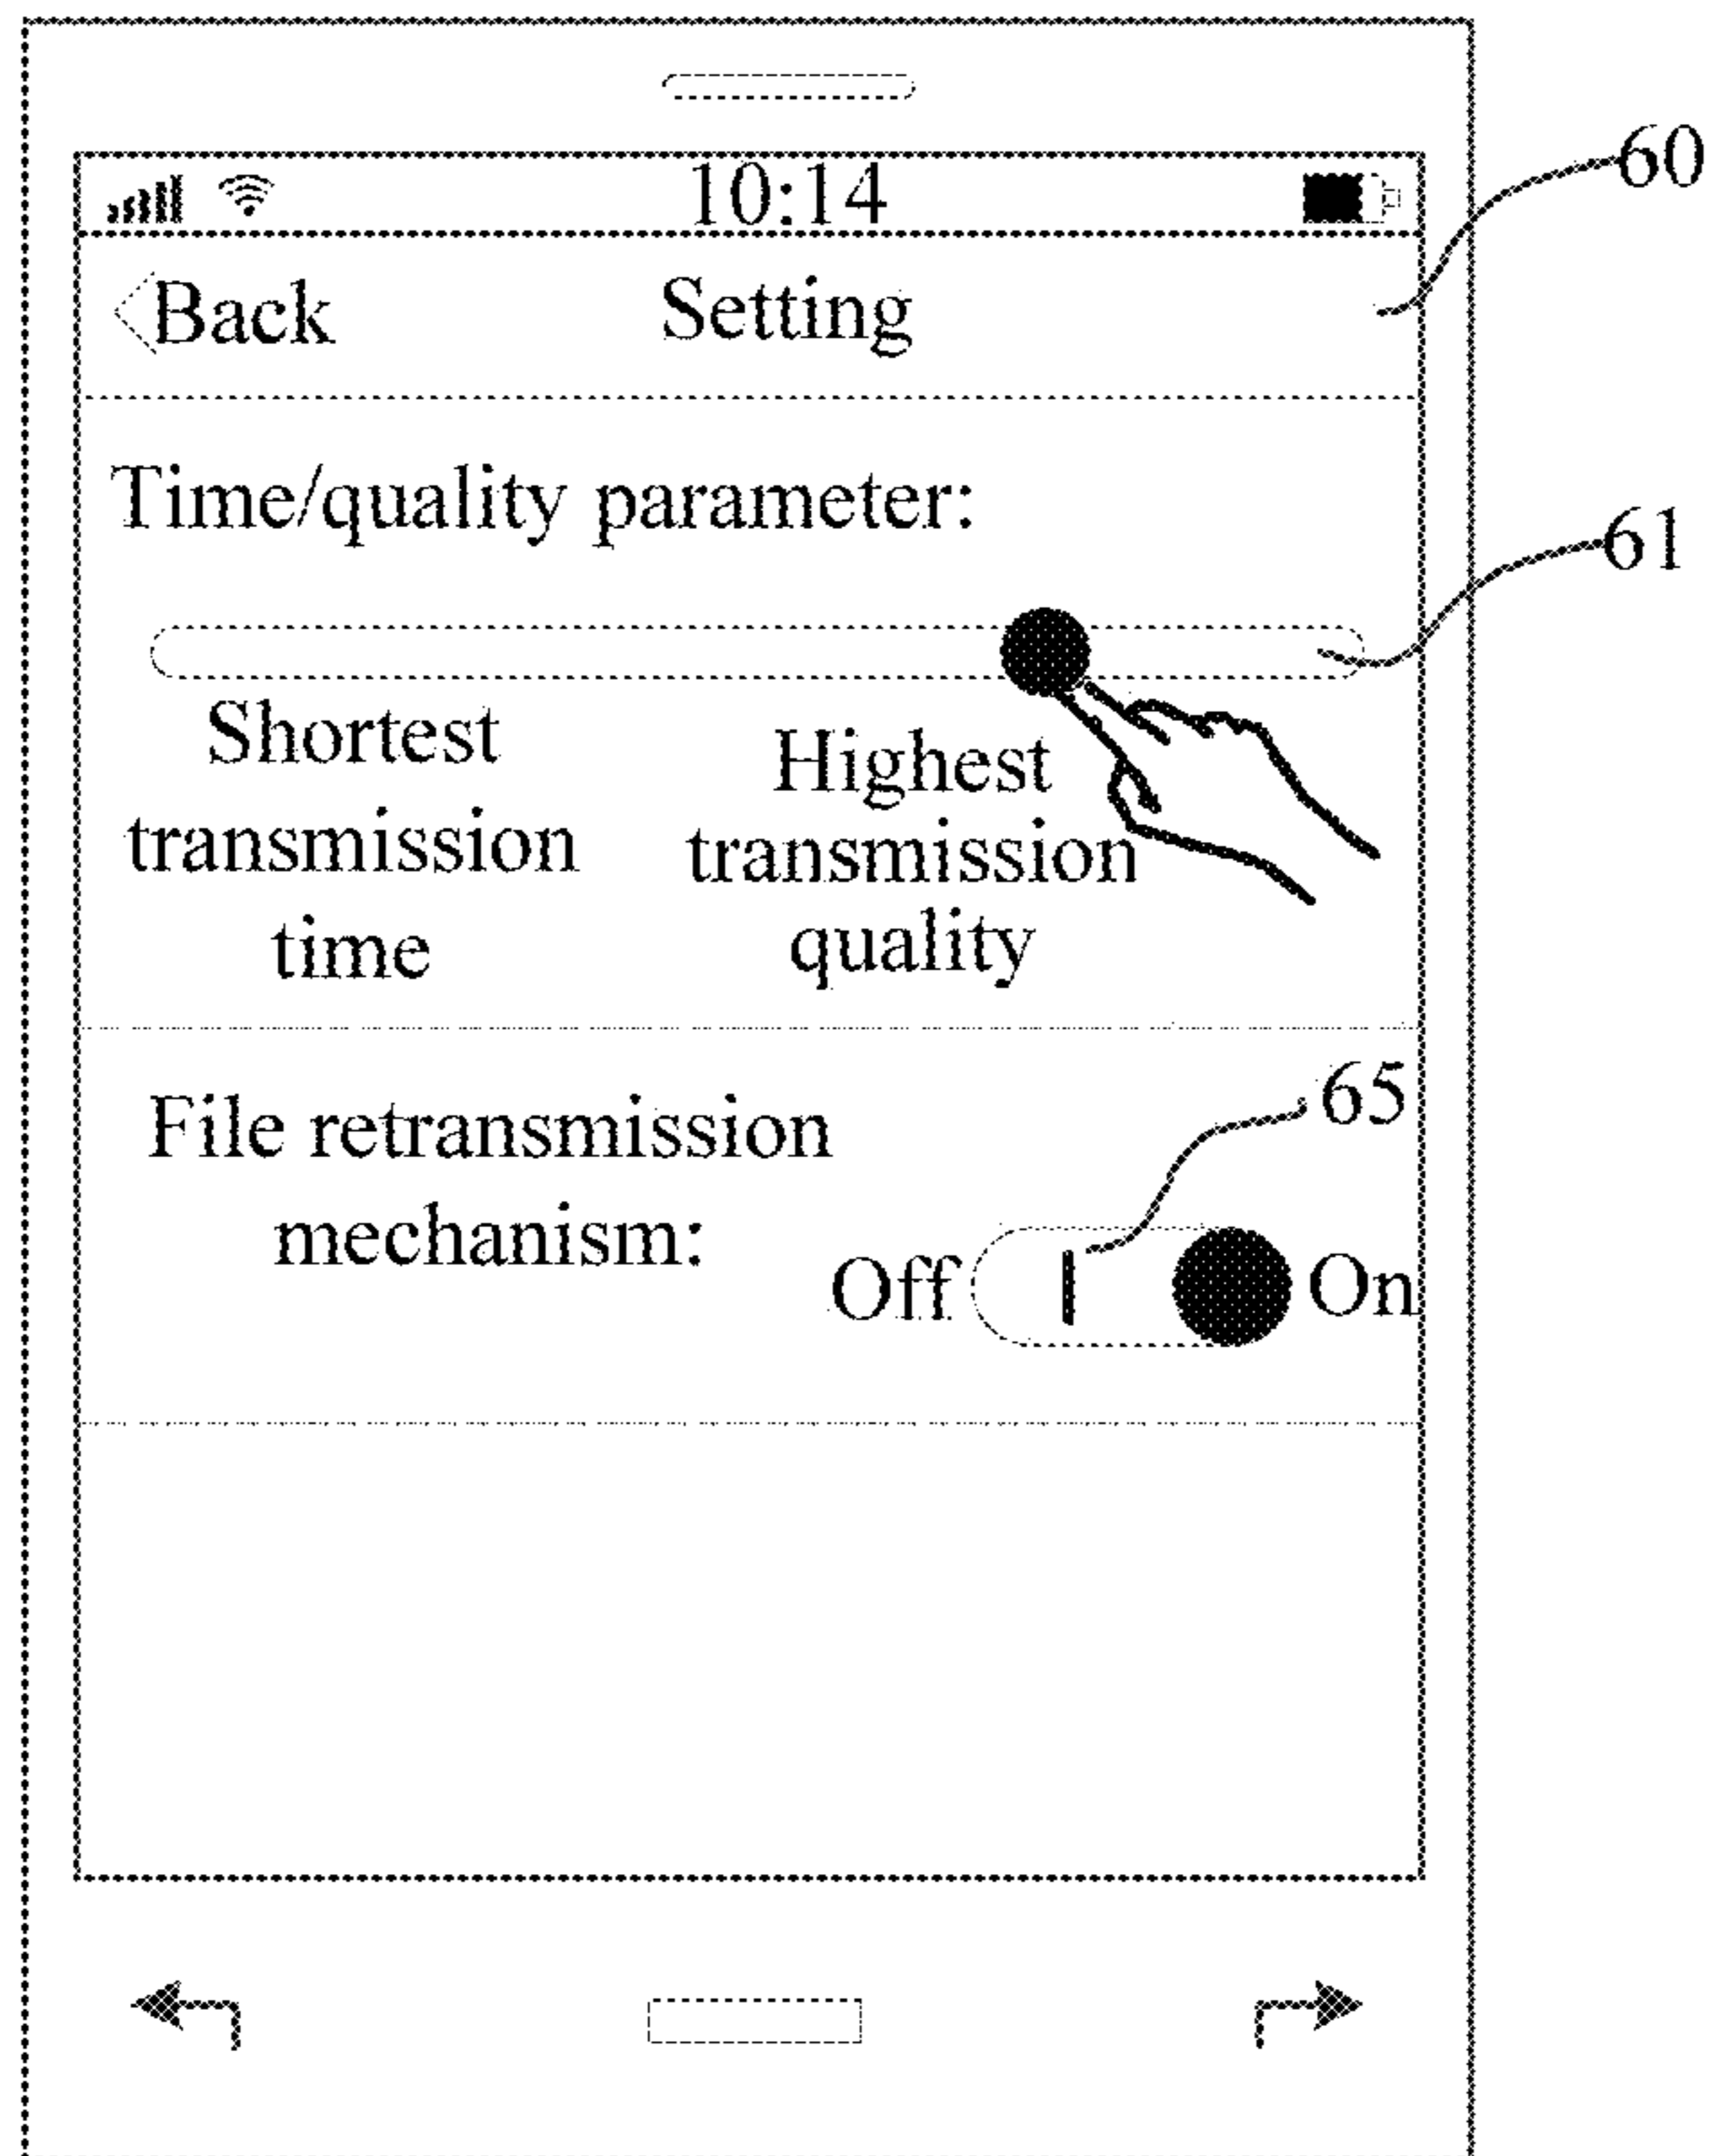 10:14
60
Back
Setting
Time/quality parameter:
61
Shortest
transmission
time
Highest
transmission
quality
65
File retransmission
mechanism:
Off
On